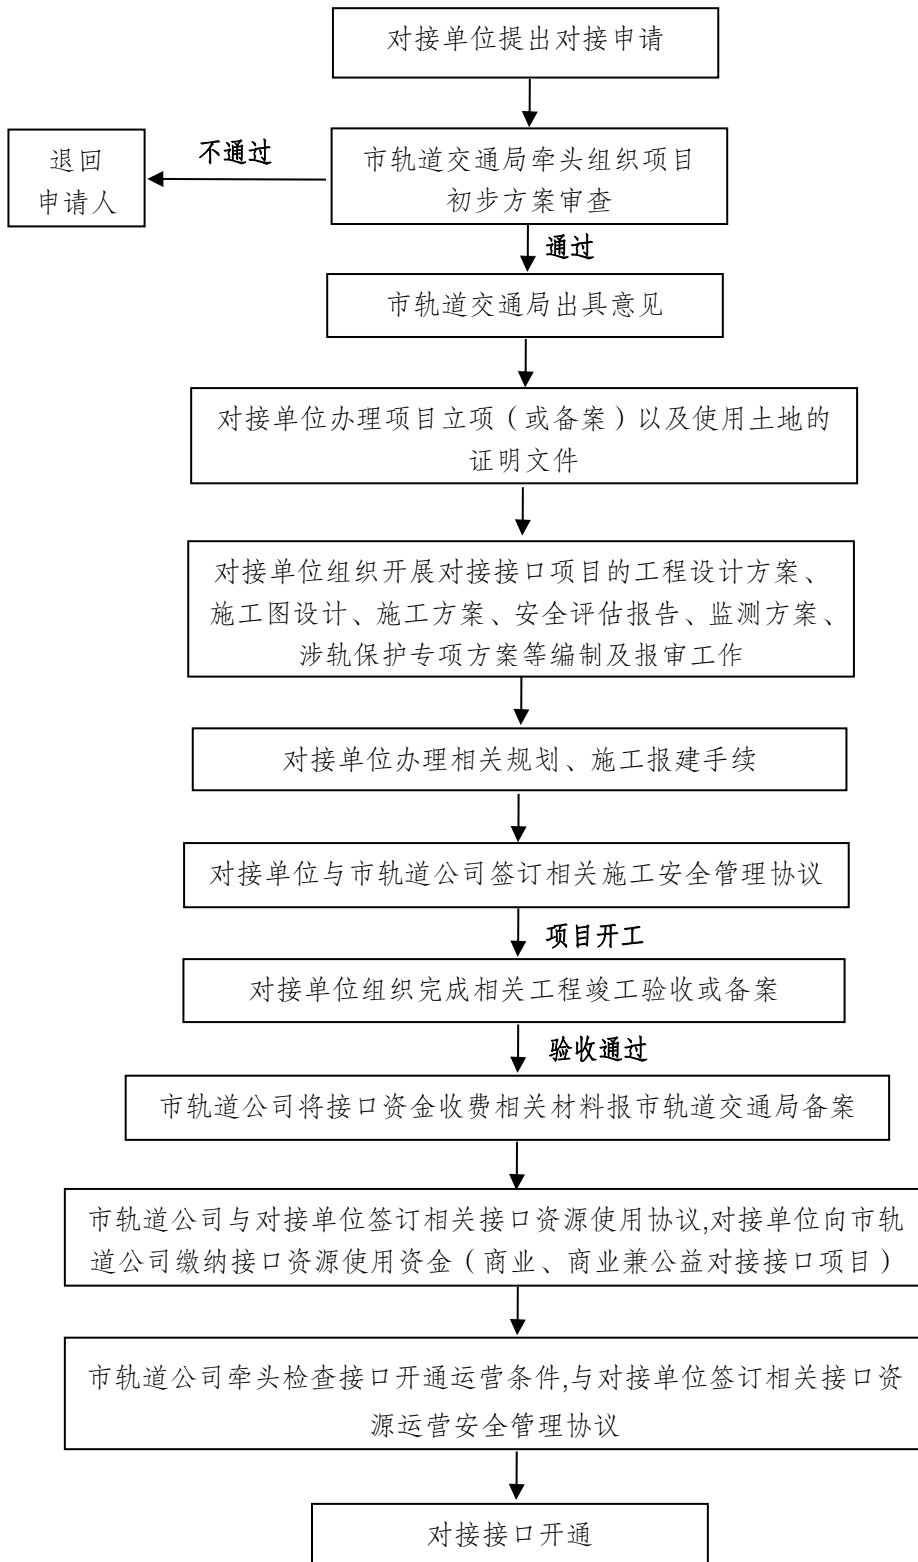 对接单位提出对接申请
退回
申请人
不通过
市轨道交通局牵头组织项目
初步方案审查
通过
市轨道交通局出具意见
对接单位办理项目立项（或备案）以及使用土地的
证明文件
对接单位组织开展对接接口项目的工程设计方案、
施工图设计、施工方案、安全评估报告、监测方案、
涉轨保护专项方案等编制及报审工作
对接单位办理相关规划、施工报建手续
对接单位与市轨道公司签订相关施工安全管理协议
项目开工
对接单位组织完成相关工程竣工验收或备案
验收通过
市轨道公司将接口资金收费相关材料报市轨道交通局备案
市轨道公司与对接单位签订相关接口资源使用协议,对接单位向市轨
道公司缴纳接口资源使用资金（商业、商业兼公益对接接口项目）
市轨道公司牵头检查接口开通运营条件,与对接单位签订相关接口资
源运营安全管理协议
对接接口开通